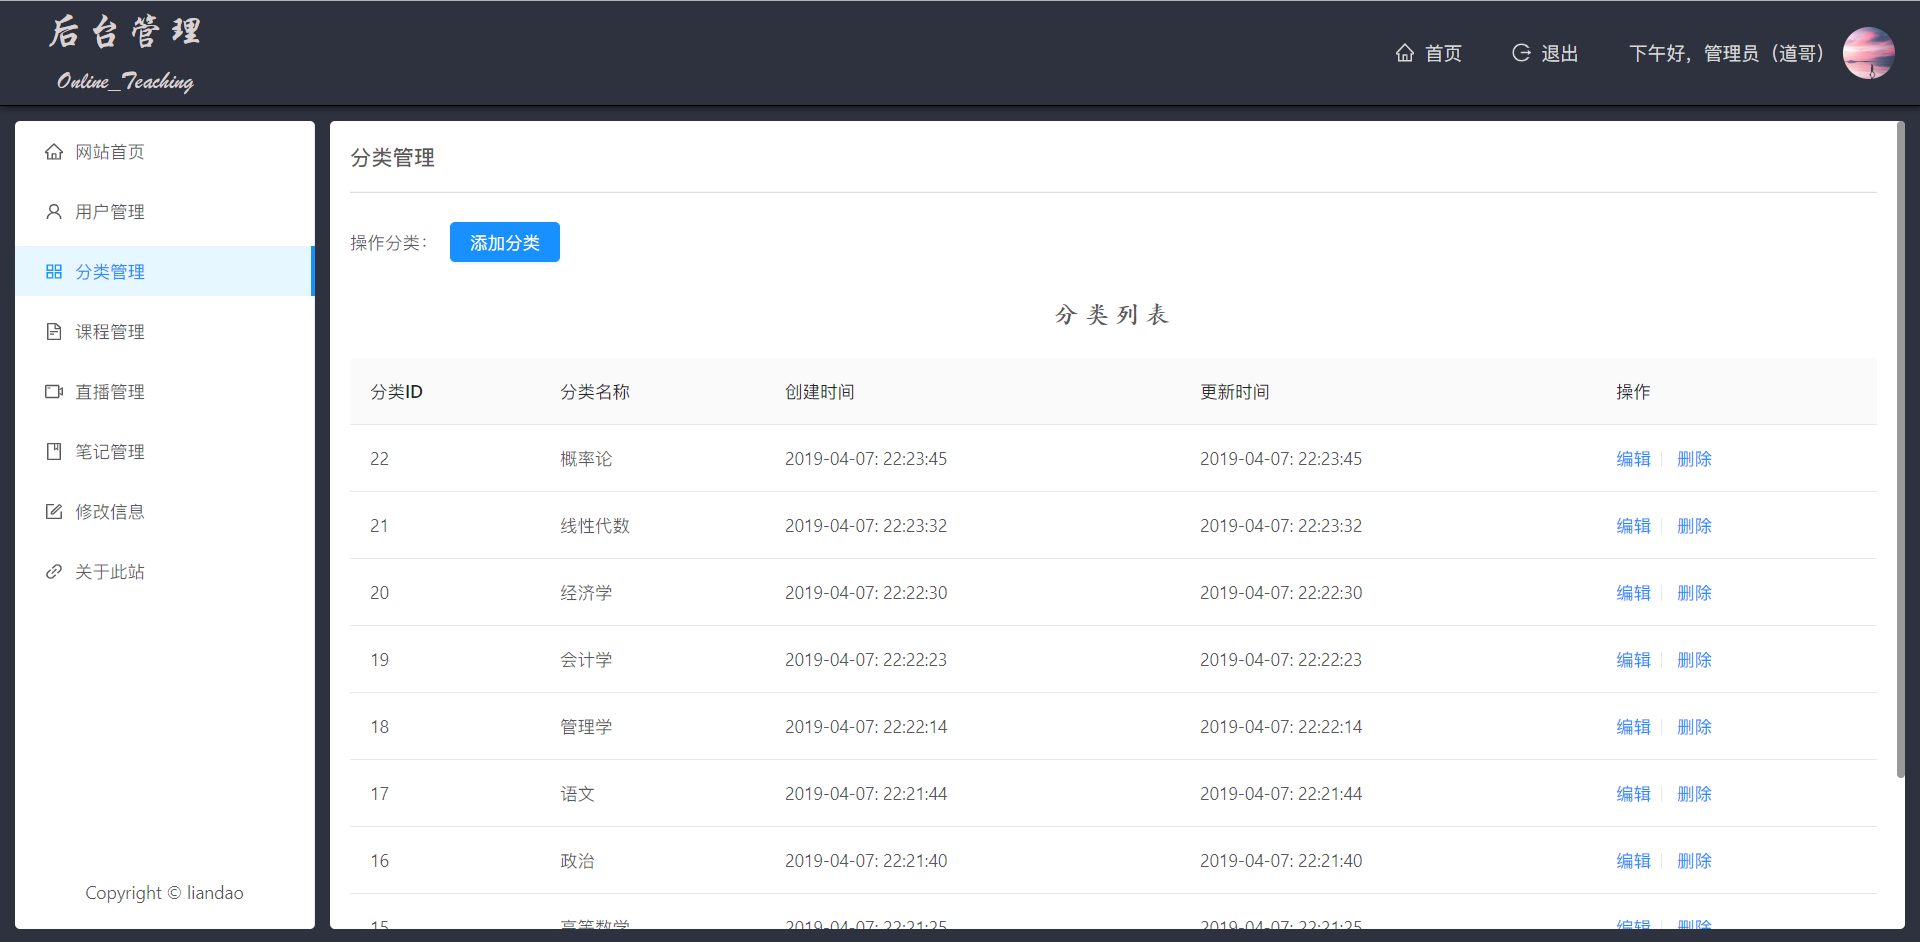 后台管理
Online_Teaching
首页
退出
下午好，管理员（道哥）
网站首页
用户管理
分类管理
课程管理
直播管理
笔记管理
修改信息
关于此站
Copyright © liandao
分类管理
操作分类：
添加分类
分类列表
分类ID 分类名称 创建时间 更新时间 操作
22 概率论 2019-04-07: 22:23:45 2019-04-07: 22:23:45 编辑 删除
21 线性代数 2019-04-07: 22:23:32 2019-04-07: 22:23:32 编辑 删除
20 经济学 2019-04-07: 22:22:30 2019-04-07: 22:22:30 编辑 删除
19 会计学 2019-04-07: 22:22:23 2019-04-07: 22:22:23 编辑 删除
18 管理学 2019-04-07: 22:22:14 2019-04-07: 22:22:14 编辑 删除
17 语文 2019-04-07: 22:21:44 2019-04-07: 22:21:44 编辑 删除
16 政治 2019-04-07: 22:21:40 2019-04-07: 22:21:40 编辑 删除
15 高等数学 2019-04-07: 22:21:25 2019-04-07: 22:21:25 编辑 删除